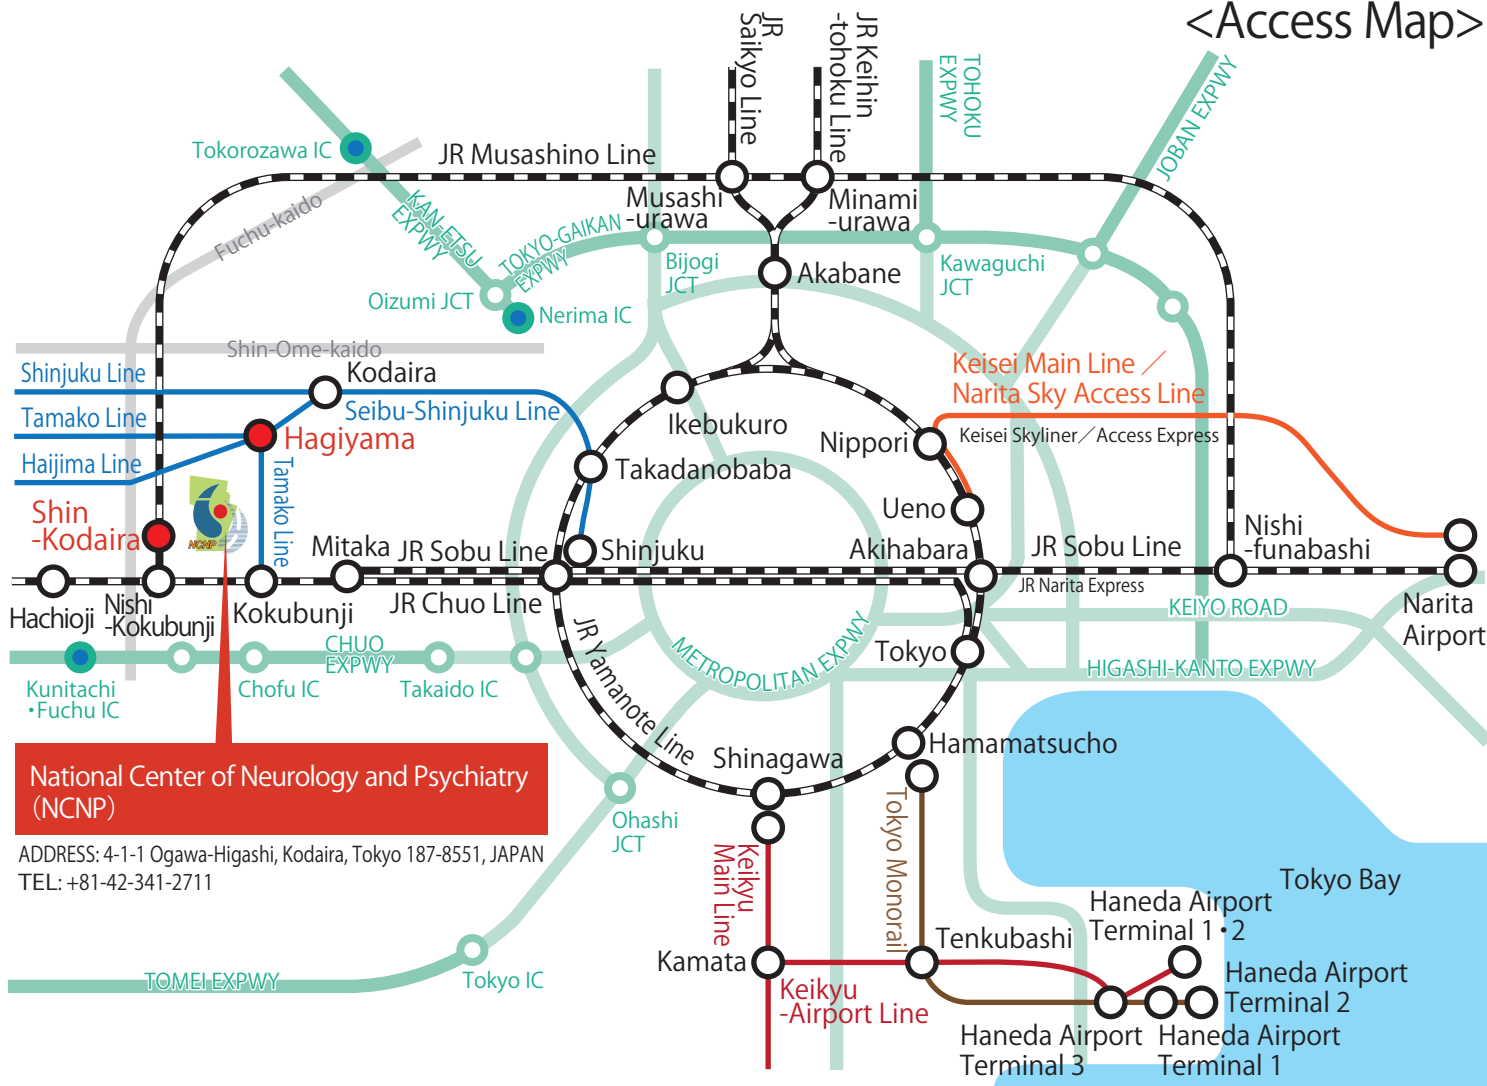 <Access Map>
JR
Saikyo Line
JR Keihin
-tohoku Line
TOHOKU
EXPWY
JOBAN EXPWY
Tokorozawa IC
JR Musashino Line
Fuchu-kaido
KAN-ETSU
EXPWY
TOKYO-GAIKAN
EXPWY
Musashi
-urawa
Minami
-urawa
Bijogi
JCT
Akabane
Kawaguchi
JCT
Oizumi JCT
Nerima IC
Shin-Ome-kaido
Shinjuku Line
Kodaira
Seibu-Shinjuku Line
Tamako Line
Hagiyama
Haijima Line
Tamako Line
Keisei Main Line／
Narita Sky Access Line
Keisei Skyliner／Access Express
Ikebukuro
Nippori
Takadanobaba
Ueno
Shin
-Kodaira
NCNP
Mitaka
JR Sobu Line
Shinjuku
Akihabara
JR Sobu Line
JR Narita Express
Nishi
-funabashi
Hachioji
Nishi
-Kokubunji
Kokubunji
JR Chuo Line
KEIYO ROAD
Narita
Airport
CHUO
EXPWY
Kunitachi
・Fuchu IC
Chofu IC
Takaido IC
JR Yamanote Line
METROPOLITAN EXPWY
Tokyo
HIGASHI-KANTO EXPWY
Shinagawa
Hamamatsucho
National Center of Neurology and Psychiatry
(NCNP)
ADDRESS: 4-1-1 Ogawa-Higashi, Kodaira, Tokyo 187-8551, JAPAN
TEL: +81-42-341-2711
Ohashi
JCT
Keikyu
Main Line
Tokyo Monorail
Tokyo Bay
Haneda Airport
Terminal 1・2
Kamata
Tenkubashi
Keikyu
-Airport Line
Haneda Airport
Terminal 2
Haneda Airport
Terminal 3
Haneda Airport
Terminal 1
TOMEI EXPWY
Tokyo IC